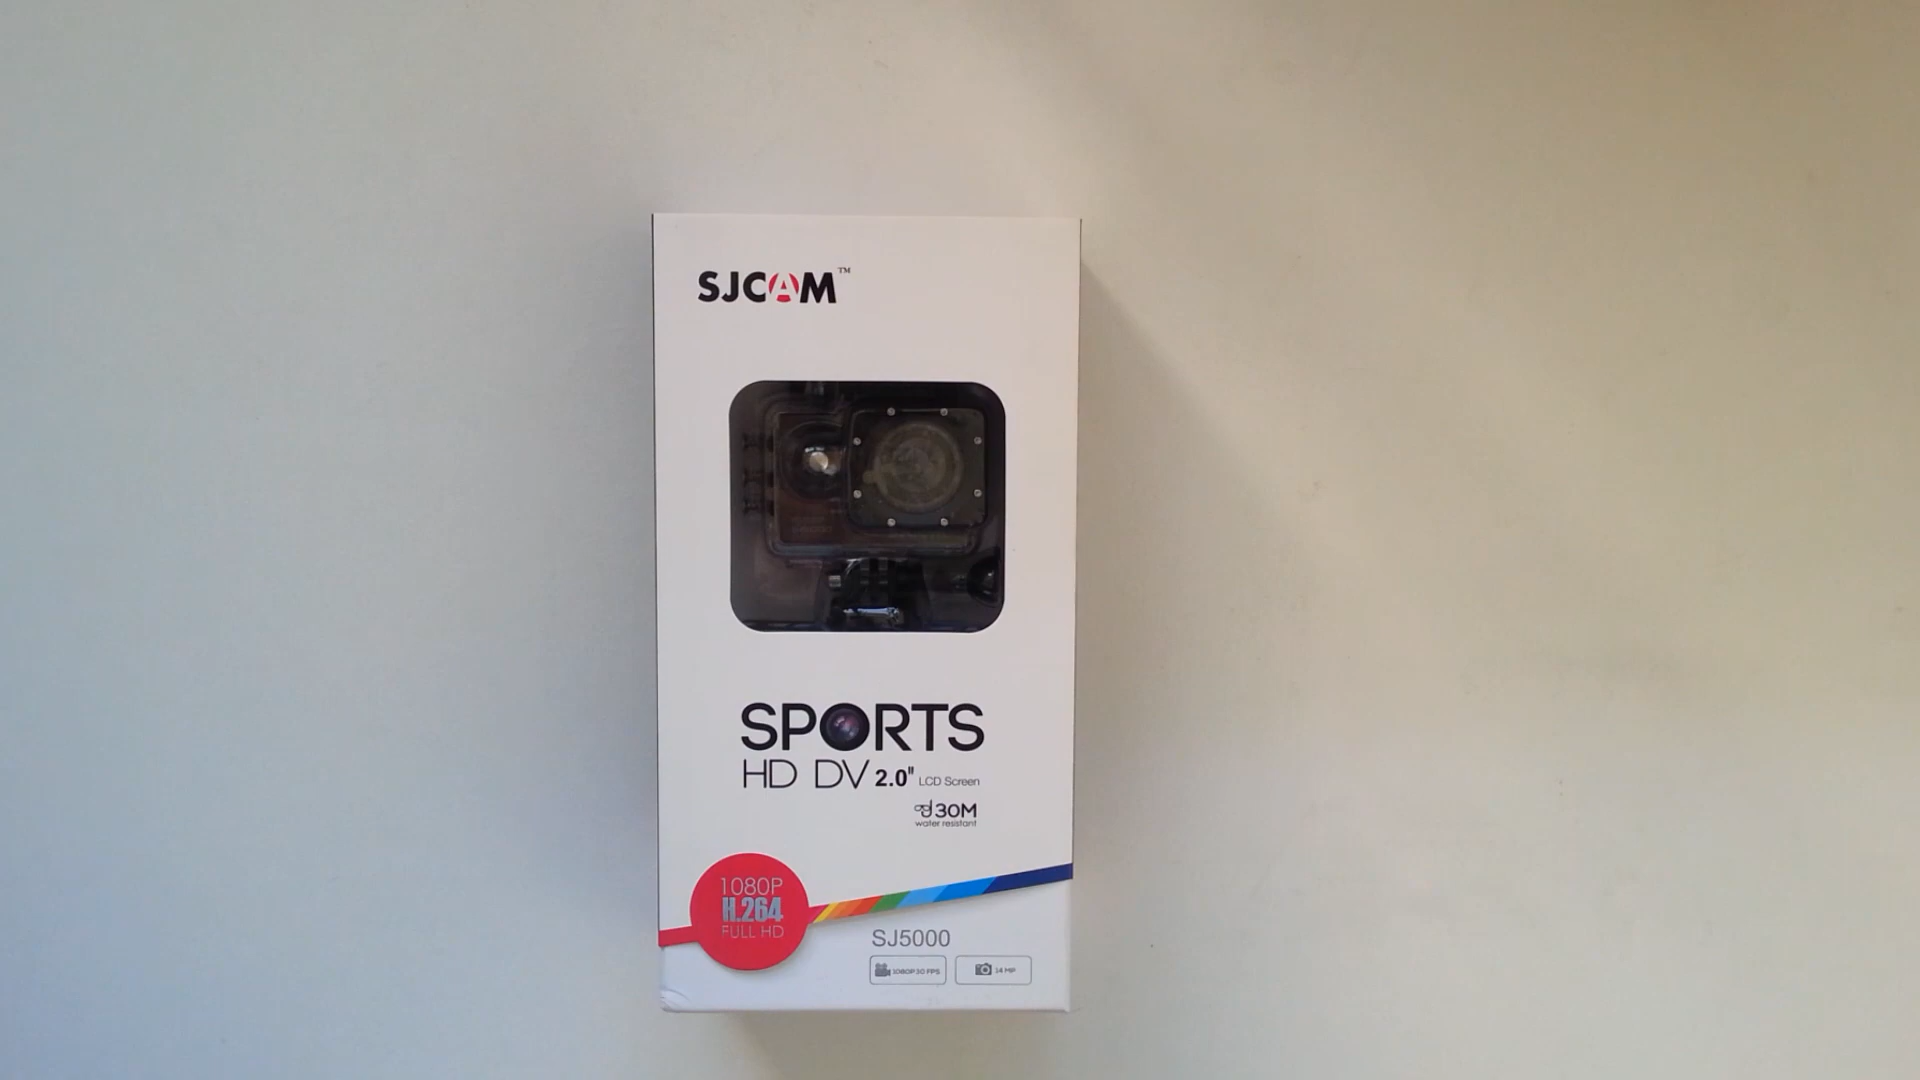 SJCAM™
SPORTS
HD DV 2.0" LCD Screen
30M
water resistant
1080P
H.264
FULL HD
SJ5000
1080P 30 FPS
14 MP